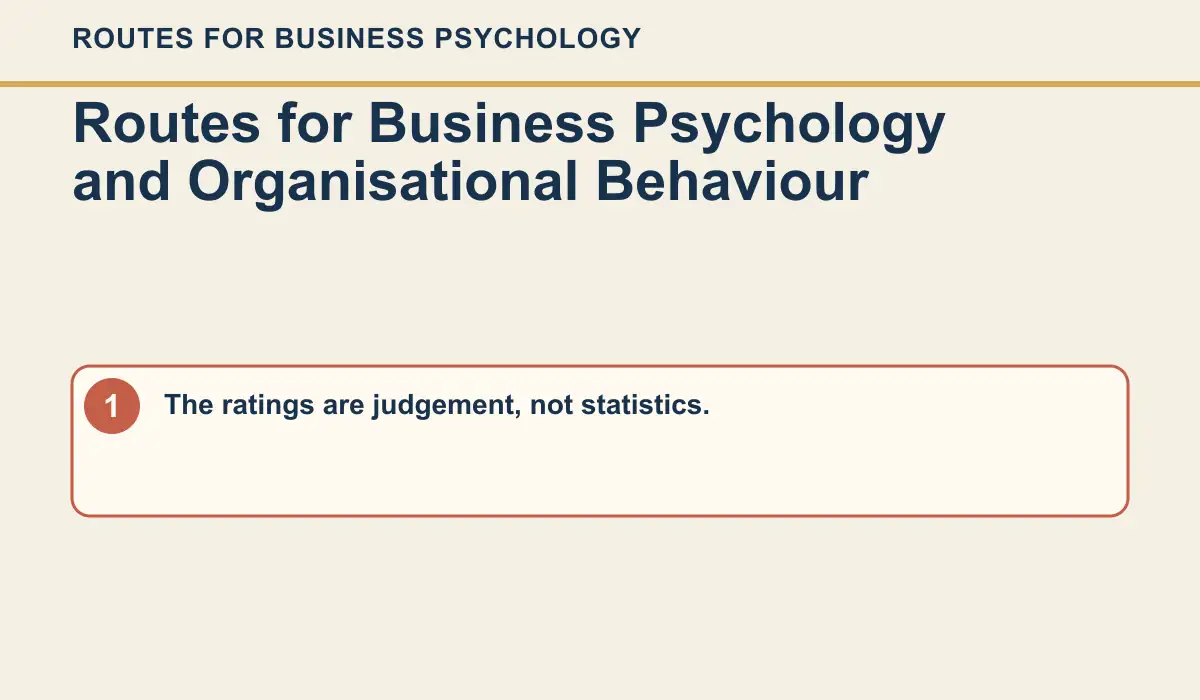 ROUTES FOR BUSINESS PSYCHOLOGY
Routes for Business Psychology
and Organisational Behaviour
1
The ratings are judgement, not statistics.